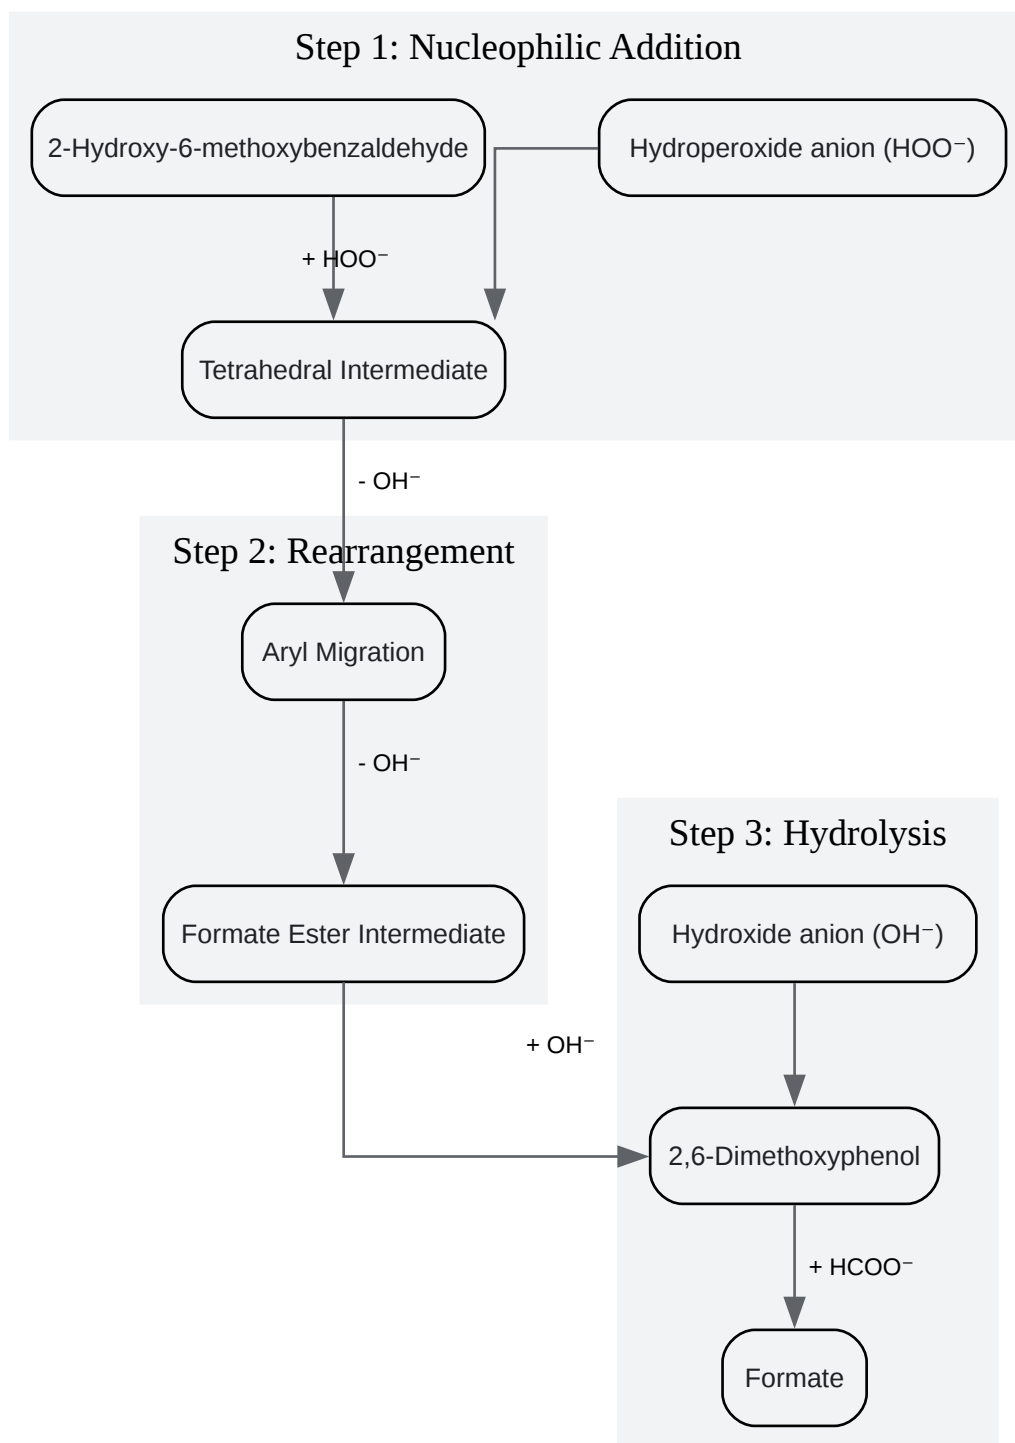 Step 1: Nucleophilic Addition
2-Hydroxy-6-methoxybenzaldehyde
Hydroperoxide anion (HOO⁻)
+ HOO⁻
Tetrahedral Intermediate
- OH⁻
Step 2: Rearrangement
Aryl Migration
- OH⁻
Step 3: Hydrolysis
Formate Ester Intermediate
Hydroxide anion (OH⁻)
+ OH⁻
2,6-Dimethoxyphenol
+ HCOO⁻
Formate